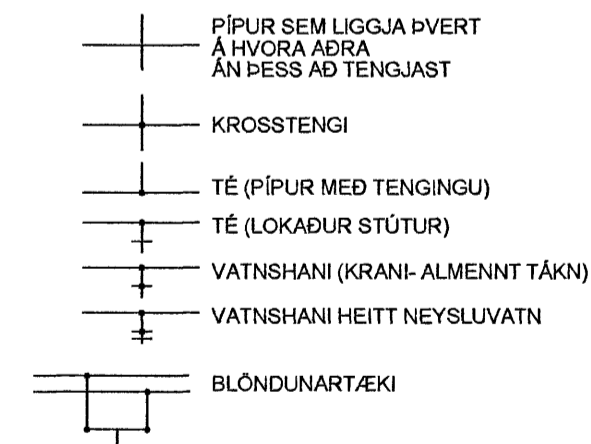 PÍPUR SEM LIGGJA ÞVERT
Á HVORA AÐRA
ÁN ÞESS AÐ TENGJAST
KROSSTENGI
TÉ (PÍPUR MEÐ TENGINGU)
TÉ (LOKAÐUR STÚTUR)
VATNSHANI (KRANI- ALMENNT TÁKN)
VATNSHANI HEITT NEYSLUVATN
BLÖNDUNARTÆKI